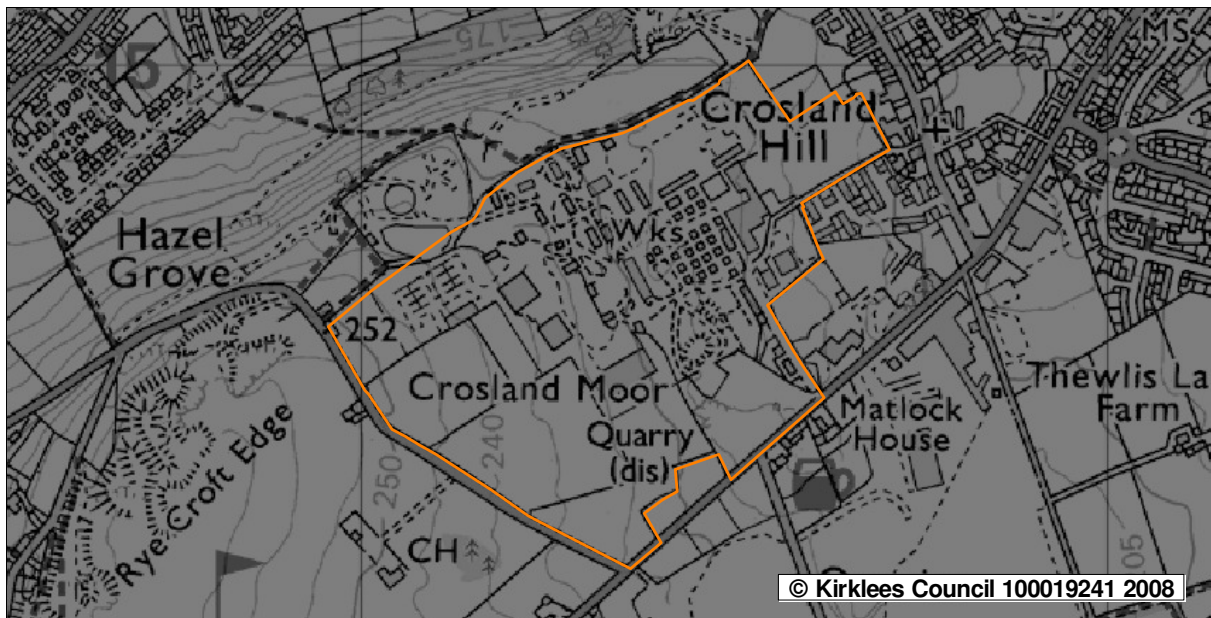 MS
15
175
Crosland
Hill
Hazel
Grove
Wks
252
Crosland Moor
Thewlis La
Farm
Matlock
House
Quarry
(dis)
240
250
Rye Croft Edge
CH
05
© Kirklees Council 100019241 2008